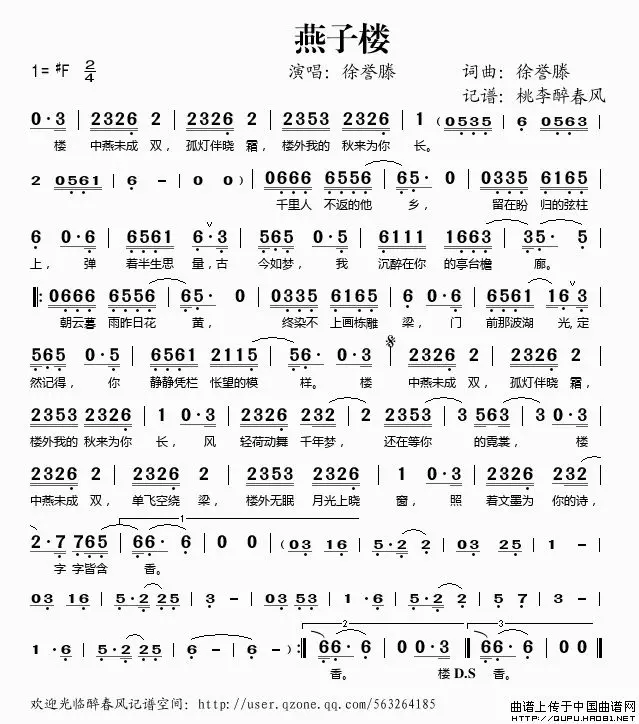 燕子楼
1=♯F 2/4 演唱：徐誉滕 词曲：徐誉滕
记谱：桃李醉春风
0·3 | 2326 2 | 2326 2 | 2353 2326 | 1 (0535 | 6 0563 |
楼 中燕未成 双， 孤灯伴晓 霜， 楼外我的 秋来为你 长。
2 0561 | 6 － | 0 0) | 0666 6556 | 65· 0 | 0335 6165 |
千里人 不返的他 乡， 留在盼 归的弦柱
6 0·6 | 6561 6·3 | 565 0·5 | 6111 1663 | 35· 5 |
上， 弹 若半生思 量，古 今如梦， 我 沉醉在你 的亭台檐 廊。
‖: 0666 6556 | 65· 0 | 0335 6165 | 6 0·6 | 6561 16·3 |
朝云暮 雨昨日花 黄， 终染不 上画栋雕 梁， 门 前那波湖 光，定
565 0·5 | 6561 2115 | 56· 0·3 | 2326 2 | 2326 2 |
然记得， 你 静静凭栏 怅望的模 样。 楼 中燕未成 双， 孤灯伴晓 霜，
2353 2326 | 1 0·3 | 2326 232 | 2 2353 | 3 563 | 3 0·3 |
楼外我的 秋来为你 长， 风 轻荷动舞 千年梦， 还在等你 的霓裳， 楼
2326 2 | 2326 2 | 2353 2326 | 1 0·3 | 2326 232 |
中燕未成 双， 单飞空绕 梁， 楼外无眠 月光上晓 窗， 照 若文墨为 你的诗，
2·7 765 | 66· 6 | 0 0 | (03 16 | 5·2 2 | 03 25 | 1 － |
字 字皆含 香。
1
03 16 | 5·2 25 | 3 － | 03 53 | 1·6 | 5·2 2 | 57 6 | 3 － |
1·6 | 5·2 25 | 6 － | 6 －) :‖ 66· 6 | 0 0·3 ‖ 66· 6 | 0 0 ‖
2 3
香。 楼 D.S 香。
欢迎光临醉春风记谱空间：http://user.qzone.qq.com/563264185
曲谱上传于中国曲谱网
http://QUPU.HAO81.NET